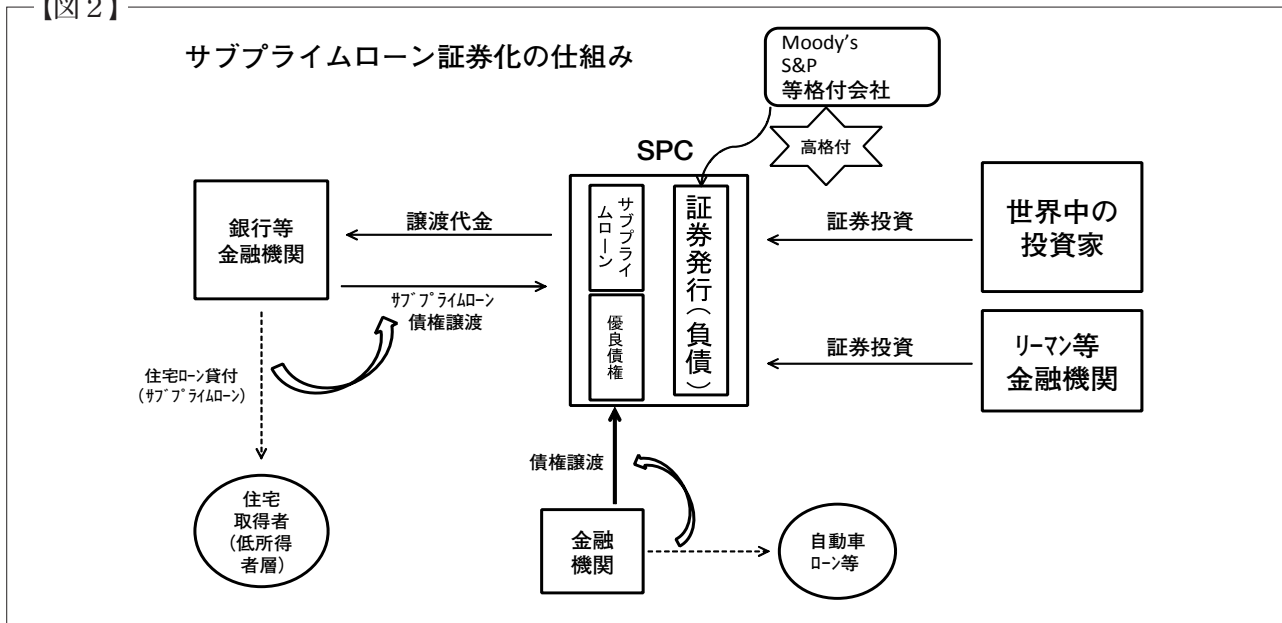 【図２】
サブプライムローン証券化の仕組み
Moody's
S&P
等格付会社
高格付
SPC
銀行等
金融機関
譲渡代金
サブプライムローン
債権譲渡
サブプライ
ムローン
優良債権
証券発行（負債）
証券投資
世界中の
投資家
証券投資
リーマン等
金融機関
住宅ローン貸付
(サブプライムローン)
債権譲渡
住宅
取得者
(低所得
者層)
金融
機関
自動車
ローン等